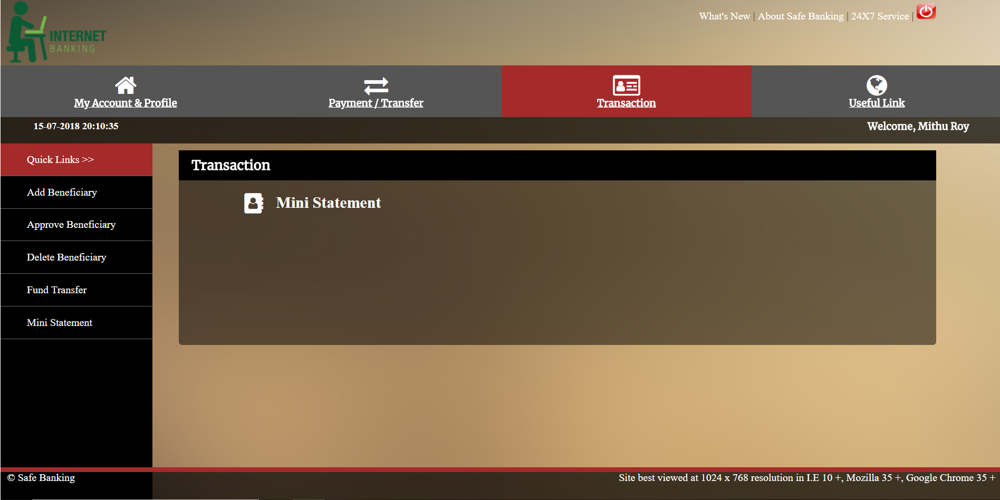 INTERNET
BANKING
What's New | About Safe Banking | 24X7 Service |
My Account & Profile
Payment / Transfer
Transaction
Useful Link
15-07-2018 20:10:35
Welcome, Mithu Roy
Quick Links >>
Add Beneficiary
Approve Beneficiary
Delete Beneficiary
Fund Transfer
Mini Statement
Transaction
Mini Statement
© Safe Banking
Site best viewed at 1024 x 768 resolution in I.E 10 +, Mozilla 35 +, Google Chrome 35 +